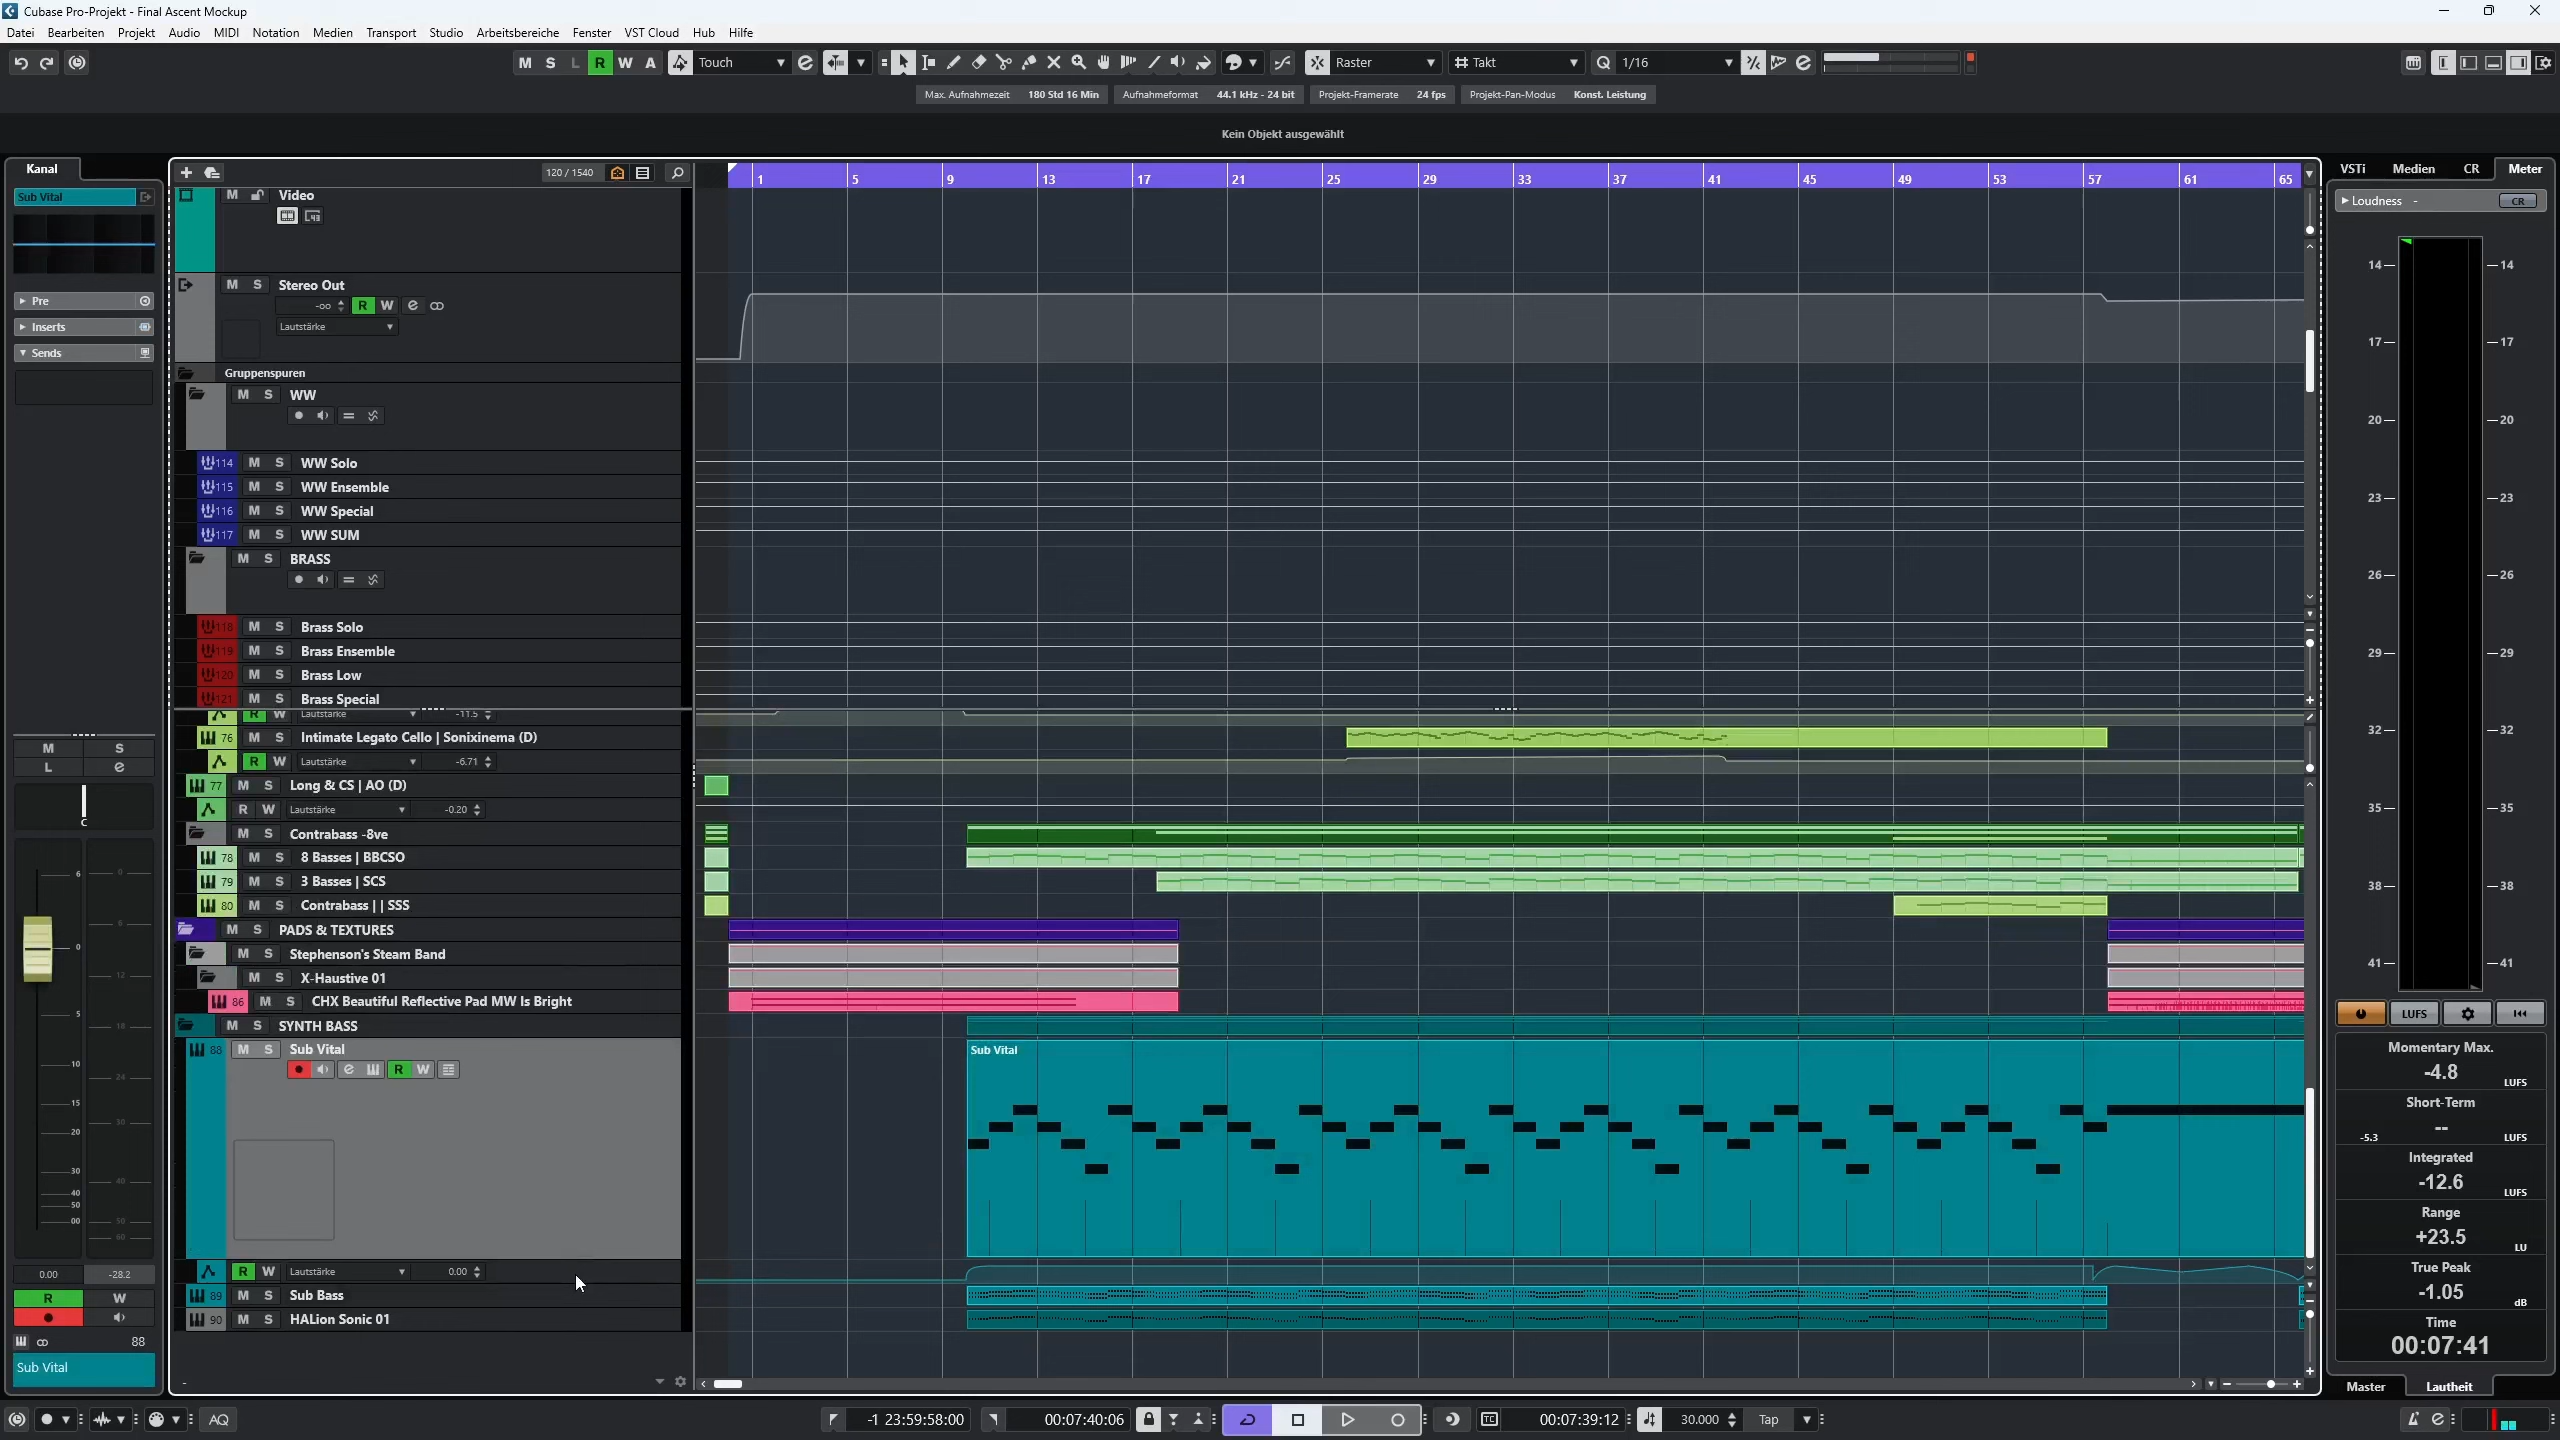 Cubase Pro-Projekt - Final Ascent Mockup
Datei Bearbeiten Projekt Audio MIDI Notation Medien Transport Studio Arbeitsbereiche Fenster VST Cloud Hub Hilfe
M S L R W A Touch Raster Takt Q 1/16
Max. Aufnahmezeit 180 Std 16 Min Aufnahmeformat 44.1 kHz - 24 bit Projekt-Framerate 24 fps Projekt-Pan-Modus Konst. Leistung
Kein Objekt ausgewählt
Kanal
Sub Vital
Pre
Inserts
Sends
M S
L e
C
6 0 5 10 15 20 30 40 50 00
0 6 12 18 24 30 40 50 60
0.00 -28.2
R W
88
Sub Vital
120 / 1540
1 5 9 13 17 21 25 29 33 37 41 45 49 53 57 61 65
M Video
M S Stereo Out
-oo R W e
Lautstärke
Gruppenspuren
M S WW
114 M S WW Solo
115 M S WW Ensemble
116 M S WW Special
117 M S WW SUM
M S BRASS
118 M S Brass Solo
119 M S Brass Ensemble
120 M S Brass Low
121 M S Brass Special
R W Lautstärke -11.5
76 M S Intimate Legato Cello | Sonixinema (D)
R W Lautstärke -6.71
77 M S Long & CS | AO (D)
R W Lautstärke -0.20
M S Contrabass -8ve
78 M S 8 Basses | BBCSO
79 M S 3 Basses | SCS
80 M S Contrabass | | SSS
M S PADS & TEXTURES
M S Stephenson's Steam Band
M S X-Haustive 01
86 M S CHX Beautiful Reflective Pad MW Is Bright
M S SYNTH BASS
88 M S Sub Vital
e R W
Sub Vital
R W Lautstärke 0.00
89 M S Sub Bass
90 M S HALion Sonic 01
VSTi Medien CR Meter
Loudness - CR
14 14
17 17
20 20
23 23
26 26
29 29
32 32
35 35
38 38
41 41
LUFS
Momentary Max.
-4.8 LUFS
Short-Term
-5.3 -- LUFS
Integrated
-12.6 LUFS
Range
+23.5 LU
True Peak
-1.05 dB
Time
00:07:41
Master Lautheit
AQ
-1 23:59:58:00 00:07:40:06 TC 00:07:39:12 30.000 Tap